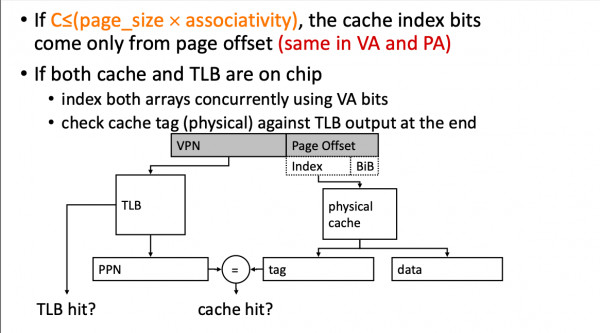 • If C≤(page_size × associativity), the cache index bits
come only from page offset (same in VA and PA)
• If both cache and TLB are on chip
• index both arrays concurrently using VA bits
• check cache tag (physical) against TLB output at the end
VPN
Page Offset
Index
BiB
TLB
physical
cache
PPN
=
tag
data
TLB hit?
cache hit?